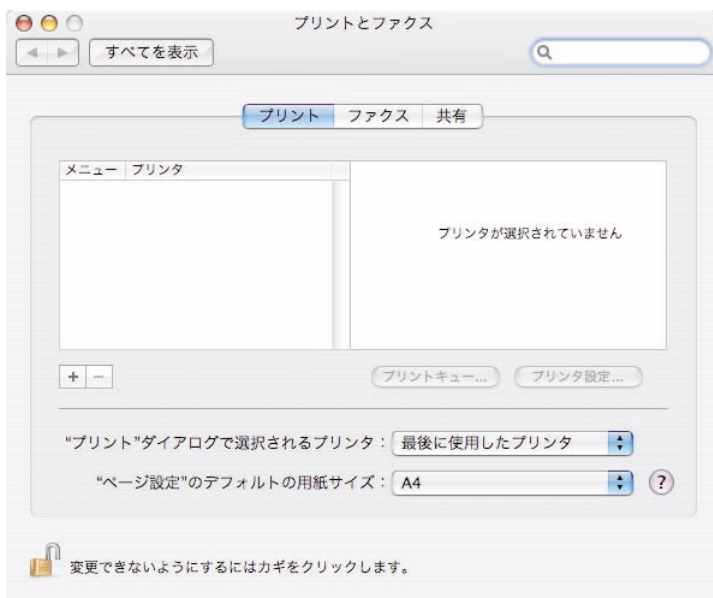 プリントとファクス
すべてを表示
プリント ファクス 共有
メニュー プリンタ
プリンタが選択されていません
+ −
プリントキュー... プリンタ設定...
“プリント”ダイアログで選択されるプリンタ： 最後に使用したプリンタ
“ページ設定”のデフォルトの用紙サイズ： A4 ?
変更できないようにするにはカギをクリックします。